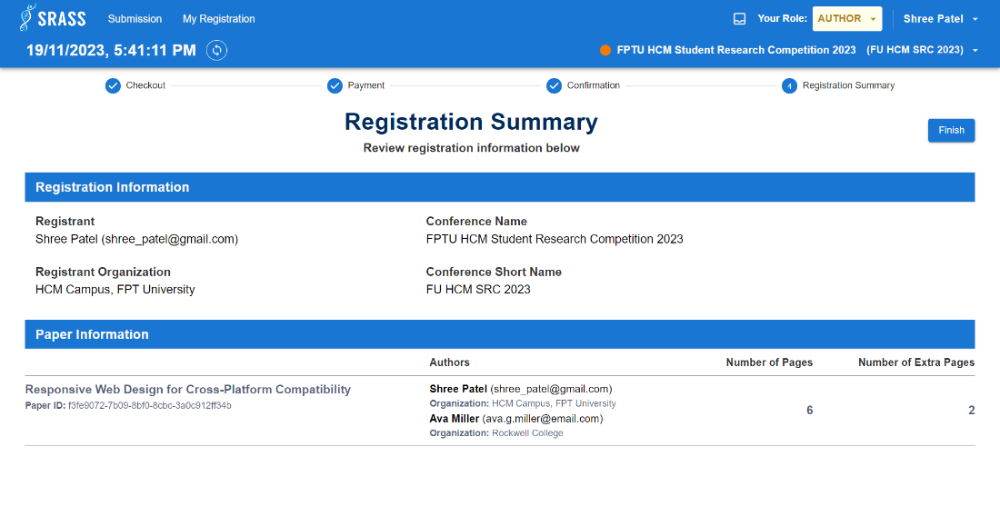 SRASS Submission My Registration Your Role: AUTHOR Shree Patel
19/11/2023, 5:41:11 PM FPTU HCM Student Research Competition 2023 (FU HCM SRC 2023)
Checkout Payment Confirmation 4 Registration Summary
Registration Summary
Finish
Review registration information below
Registration Information
Registrant Conference Name
Shree Patel (shree_patel@gmail.com) FPTU HCM Student Research Competition 2023
Registrant Organization Conference Short Name
HCM Campus, FPT University FU HCM SRC 2023
Paper Information
Authors Number of Pages Number of Extra Pages
Responsive Web Design for Cross-Platform Compatibility Shree Patel (shree_patel@gmail.com)
Paper ID: f3fe9072-7b09-8bf0-8cbc-3a0c912ff34b Organization: HCM Campus, FPT University
6 2
Ava Miller (ava.g.miller@email.com)
Organization: Rockwell College